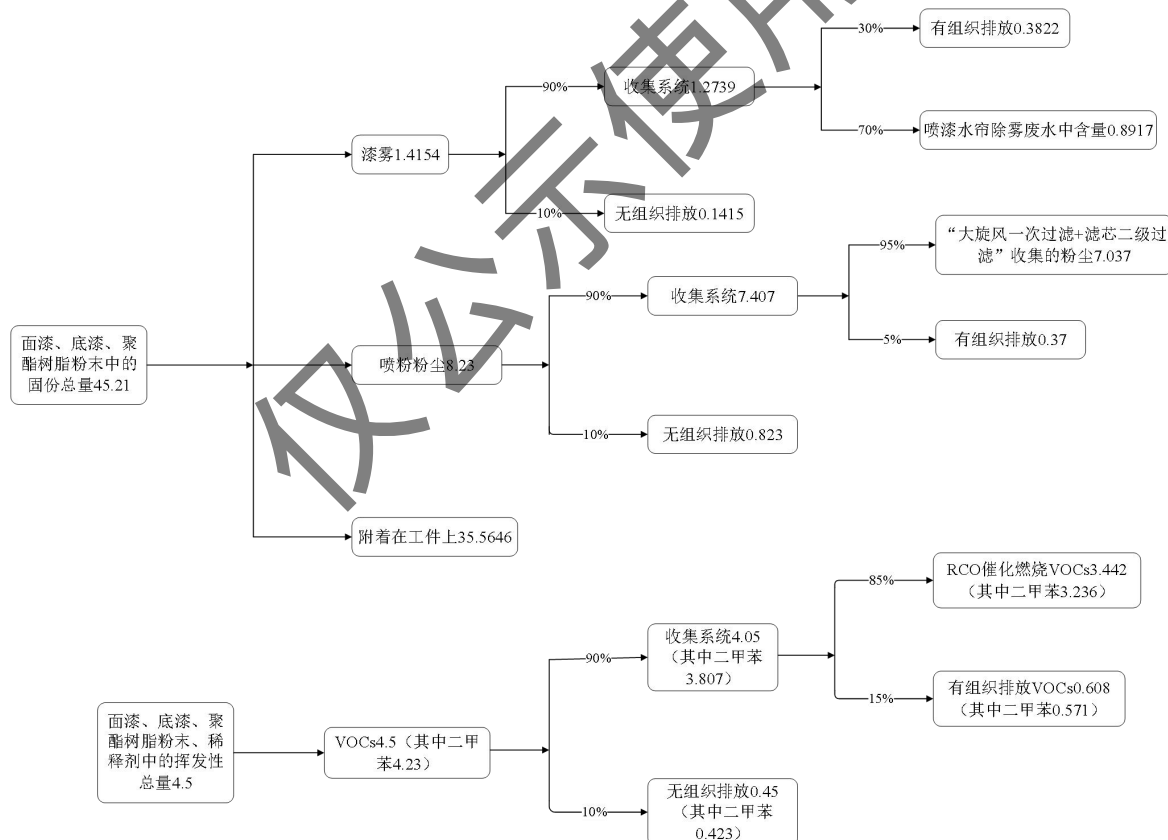 30%
有组织排放0.3822
90%
收集系统1.2739
70%
喷漆水帘除雾废水中含量0.8917
漆雾1.4154
10%
无组织排放0.1415
“大旋风一次过滤+滤芯二级过
滤”收集的粉尘7.037
95%
90%
收集系统7.407
5%
有组织排放0.37
面漆、底漆、聚
酯树脂粉末中的
固份总量45.21
喷粉粉尘8.23
10%
无组织排放0.823
附着在工件上35.5646
85%
RCO催化燃烧VOCs3.442
（其中二甲苯3.236）
90%
收集系统4.05
（其中二甲苯
3.807）
15%
有组织排放VOCs0.608
（其中二甲苯0.571）
面漆、底漆、聚
酯树脂粉末、稀
释剂中的挥发性
总量4.5
VOCs4.5（其中二甲
苯4.23）
10%
无组织排放0.45
（其中二甲苯
0.423）
仅公示使用